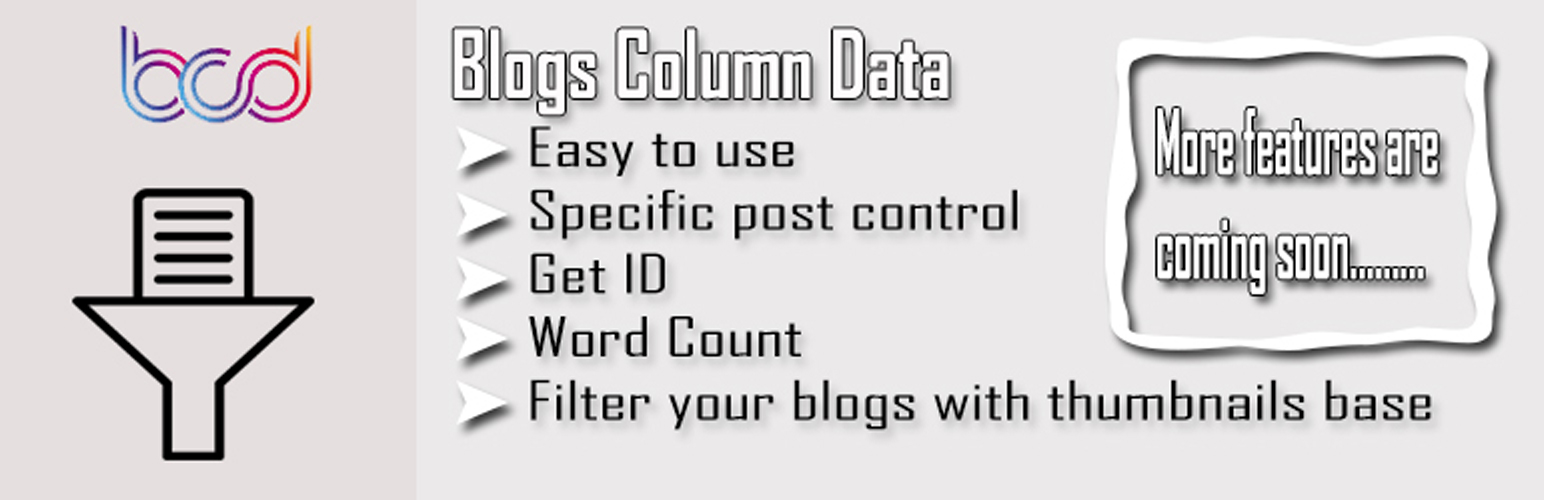 bcd
Blogs Column Data
Easy to use
Specific post control
Get ID
Word Count
Filter your blogs with thumbnails base
More features are
coming soon.........